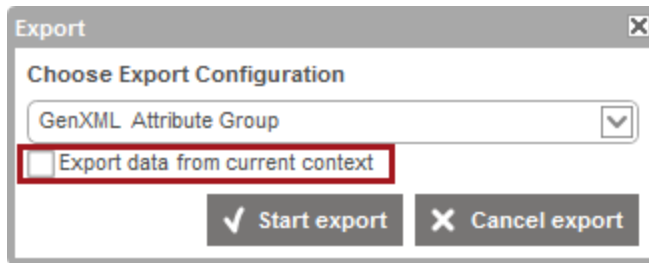 Export
Choose Export Configuration
GenXML Attribute Group
Export data from current context
Start export
Cancel export